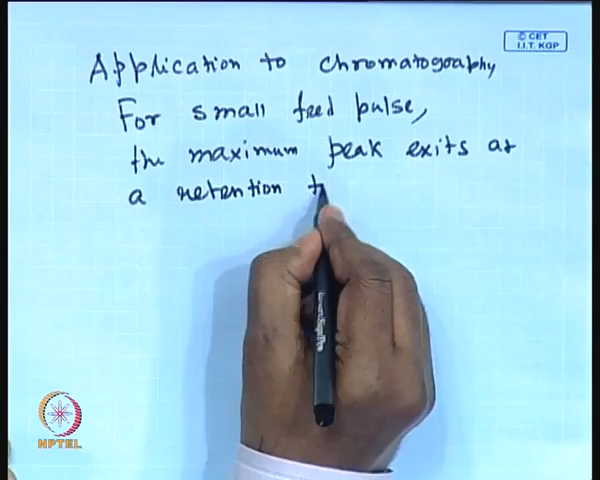 © CET
I.I.T. KGP
Application to chromatography
For small feed pulse,
the maximum peak exits at
a retention t
NPTEL